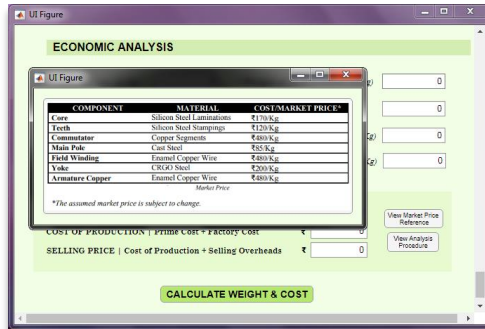 UI Figure
ECONOMIC ANALYSIS
UI Figure
COMPONENT MATERIAL COST/MARKET PRICE*
Core Silicon Steel Laminations ₹170/Kg
Teeth Silicon Steel Stampings ₹120/Kg
Commutator Copper Segments ₹480/Kg
Main Pole Cast Steel ₹85/Kg
Field Winding Enamel Copper Wire ₹480/Kg
Yoke CRGO Steel ₹200/Kg
Armature Copper Enamel Copper Wire ₹480/Kg
Market Price
*The assumed market price is subject to change.
g) 0
0
Kg) 0
Kg) 0
COST OF PRODUCTION | Prime Cost + Factory Cost ₹ 0
SELLING PRICE | Cost of Production + Selling Overheads ₹ 0
View Market Price
Reference
View Analysis
Procedure
CALCULATE WEIGHT & COST